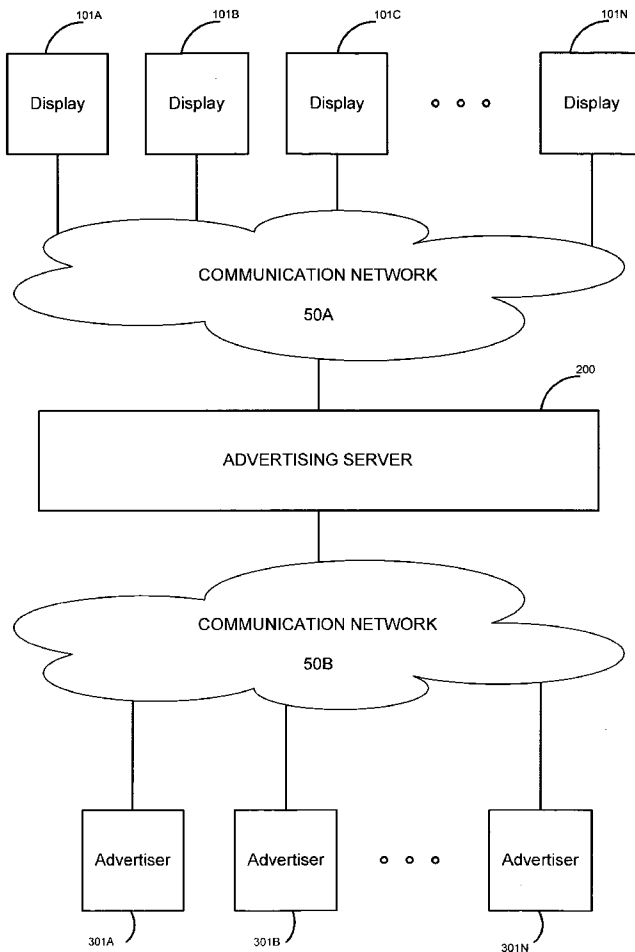 101A 101B 101C 101N
Display Display Display Display
COMMUNICATION NETWORK
50A
200
ADVERTISING SERVER
COMMUNICATION NETWORK
50B
Advertiser Advertiser Advertiser
301A 301B 301N